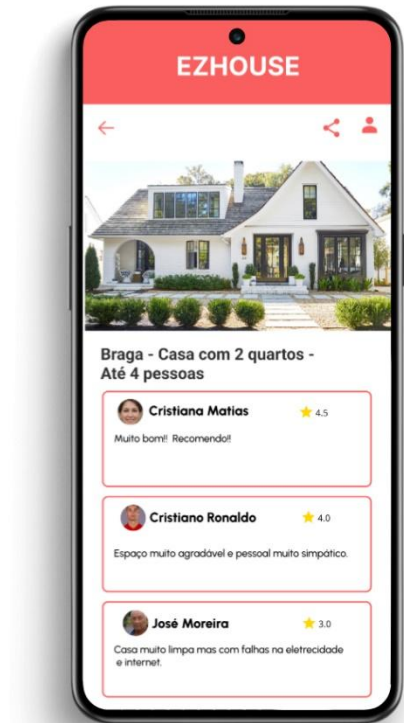 EZHOUSE
Braga - Casa com 2 quartos -
Até 4 pessoas
Cristiana Matias
4.5
Muito bom!! Recomendo!!
Cristiano Ronaldo
4.0
Espaço muito agradável e pessoal muito simpático.
José Moreira
3.0
Casa muito limpa mas com falhas na eletrecidade
e internet.